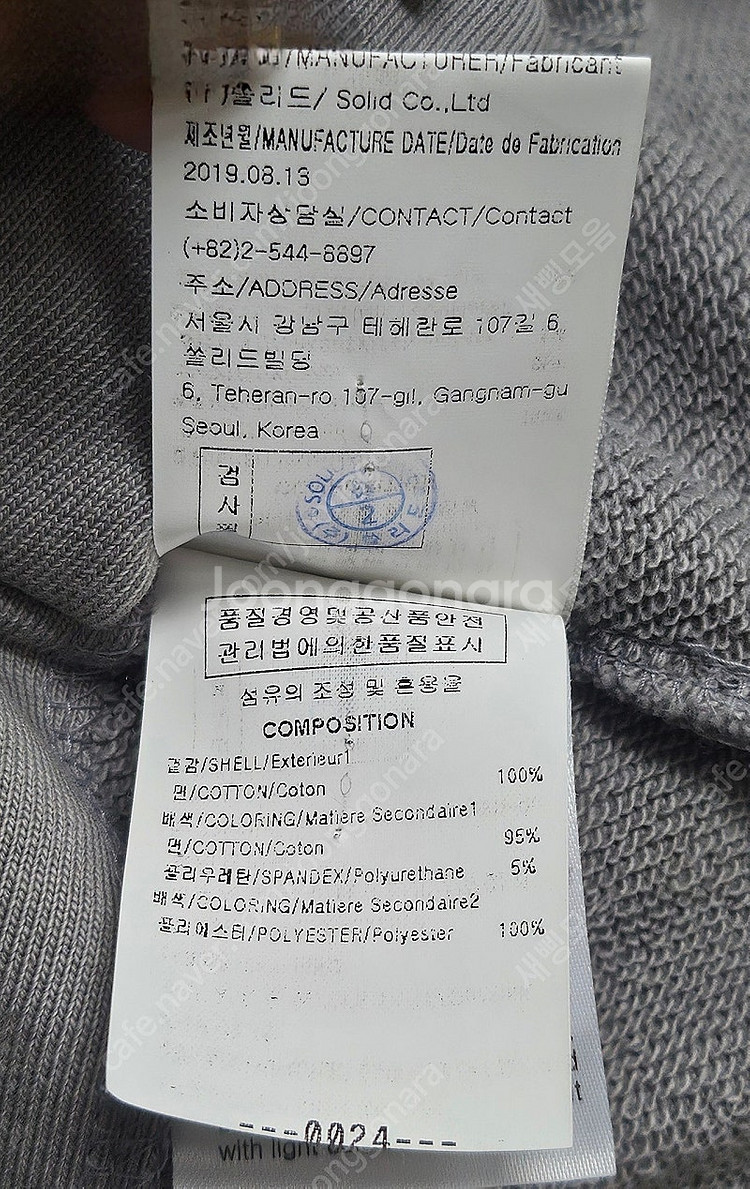 /MANUFACTURER/Fabricant
쏠리드/ Solid Co.,Ltd
제조년월/MANUFACTURE DATE/Date de Fabrication
2019.08.13
소비자상담실/CONTACT/Contact
(+82)2-544-6697
주소/ADDRESS/Adresse
서울시 강남구 테헤란로 107길 6
쏠리드빌딩
6, Teheran-ro 107-gil, Gangnam-gu
Seoul, Korea
검
사
SOLI
joonggonara
품질경영및공산품안전
관리법에의한품질표시
섬유의 조성 및 혼용율
COMPOSITION
겉감/SHELL/Exterieur1
면/COTTON/Coton 100%
배색/COLORING/Matiere Secondaire1
면/COTTON/Coton 95%
폴리우레탄/SPANDEX/Polyurethane 5%
배색/COLORING/Matiere Secondaire2
폴리에스터/POLYESTER/Polyester 100%
---0024---
with light